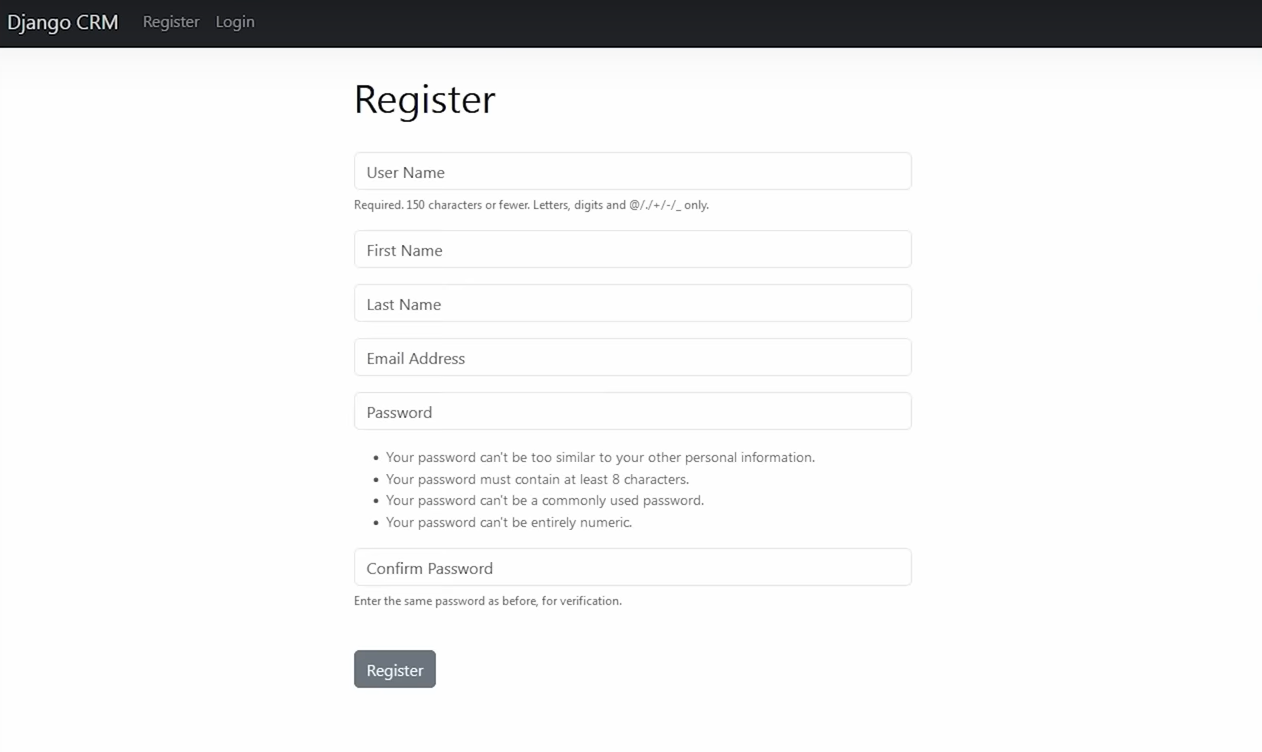 Django CRM Register Login
Register
User Name
Required. 150 characters or fewer. Letters, digits and @/./+/-/_ only.
First Name
Last Name
Email Address
Password
• Your password can't be too similar to your other personal information.
• Your password must contain at least 8 characters.
• Your password can't be a commonly used password.
• Your password can't be entirely numeric.
Confirm Password
Enter the same password as before, for verification.
Register